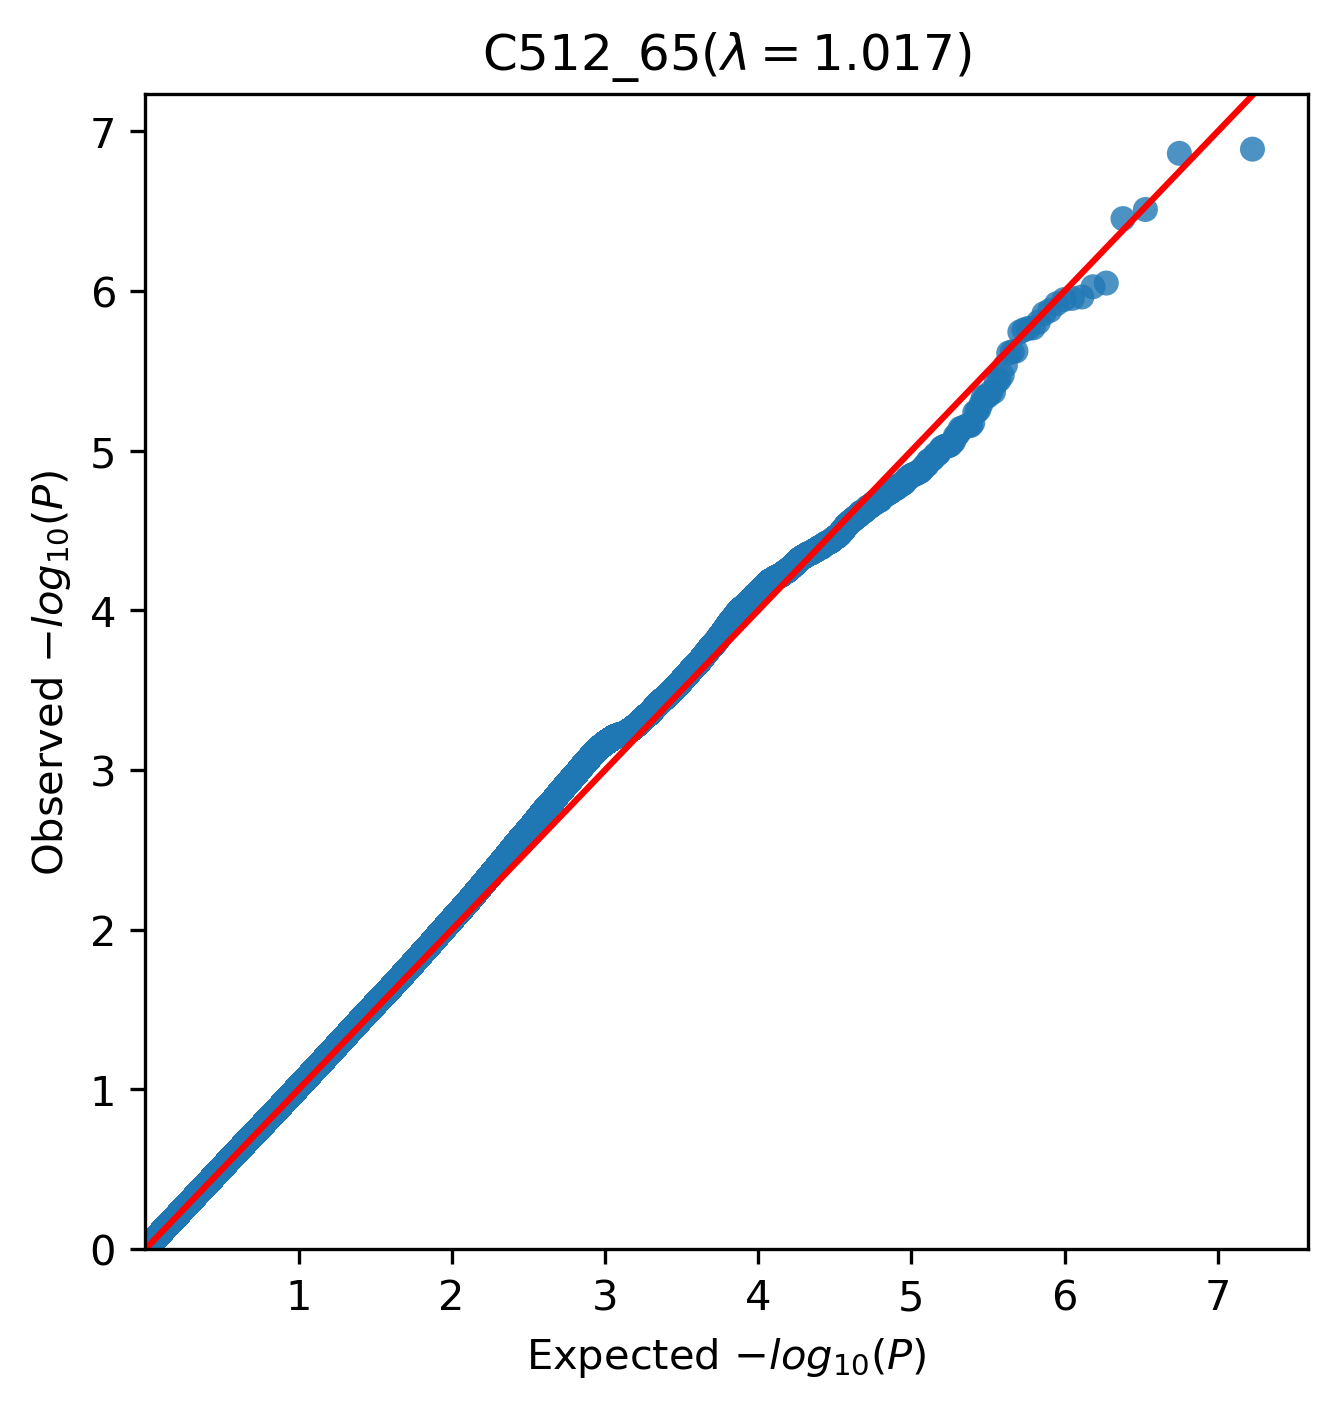 C512_65(λ = 1.017)
Observed −log₁₀(P)
7
6
5
4
3
2
1
0
1 2 3 4 5 6 7
Expected −log₁₀(P)